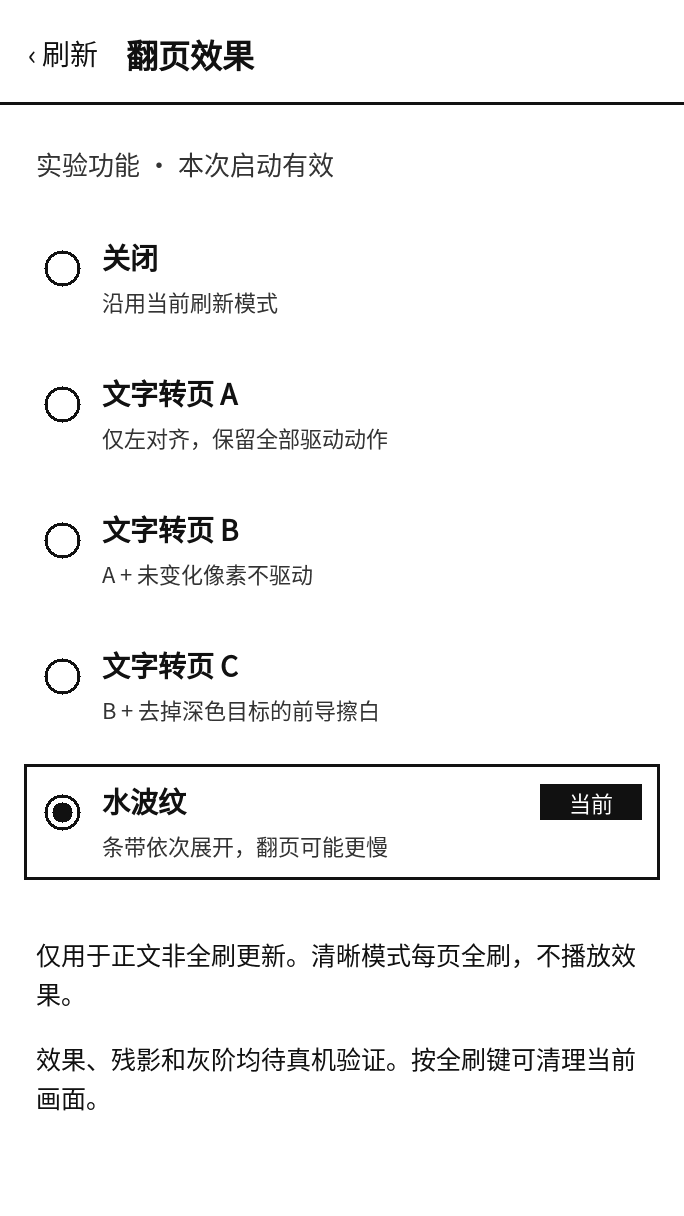 ‹ 刷新 翻页效果
实验功能 · 本次启动有效
关闭
沿用当前刷新模式
文字转页 A
仅左对齐，保留全部驱动动作
文字转页 B
A + 未变化像素不驱动
文字转页 C
B + 去掉深色目标的前导擦白
水波纹 当前
条带依次展开，翻页可能更慢
仅用于正文非全刷更新。清晰模式每页全刷，不播放效
果。
效果、残影和灰阶均待真机验证。按全刷键可清理当前
画面。